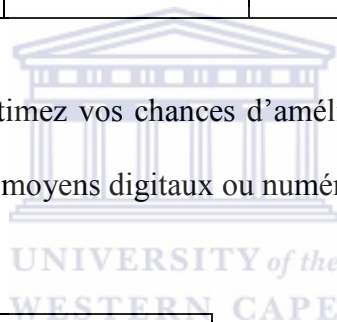 timez vos chances d’améli
moyens digitaux ou numér
UNIVERSITY of the
WESTERN CAPE